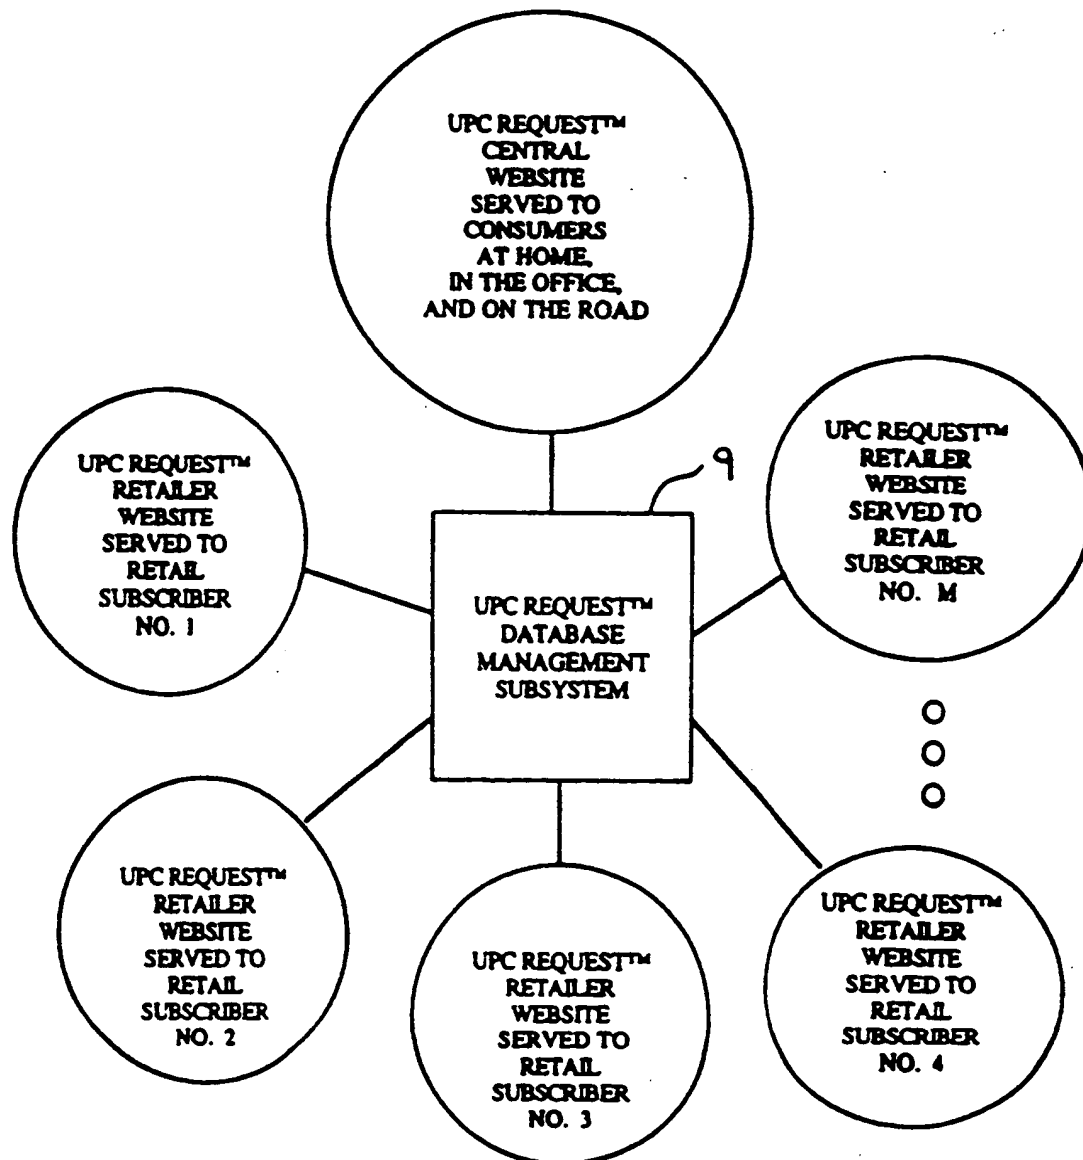 UPC REQUEST™
CENTRAL
WEBSITE
SERVED TO
CONSUMERS
AT HOME,
IN THE OFFICE,
AND ON THE ROAD
9
UPC REQUEST™
RETAILER
WEBSITE
SERVED TO
RETAIL
SUBSCRIBER
NO. 1
UPC REQUEST™
DATABASE
MANAGEMENT
SUBSYSTEM
UPC REQUEST™
RETAILER
WEBSITE
SERVED TO
RETAIL
SUBSCRIBER
NO. M
UPC REQUEST™
RETAILER
WEBSITE
SERVED TO
RETAIL
SUBSCRIBER
NO. 2
UPC REQUEST™
RETAILER
WEBSITE
SERVED TO
RETAIL
SUBSCRIBER
NO. 3
UPC REQUEST™
RETAILER
WEBSITE
SERVED TO
RETAIL
SUBSCRIBER
NO. 4